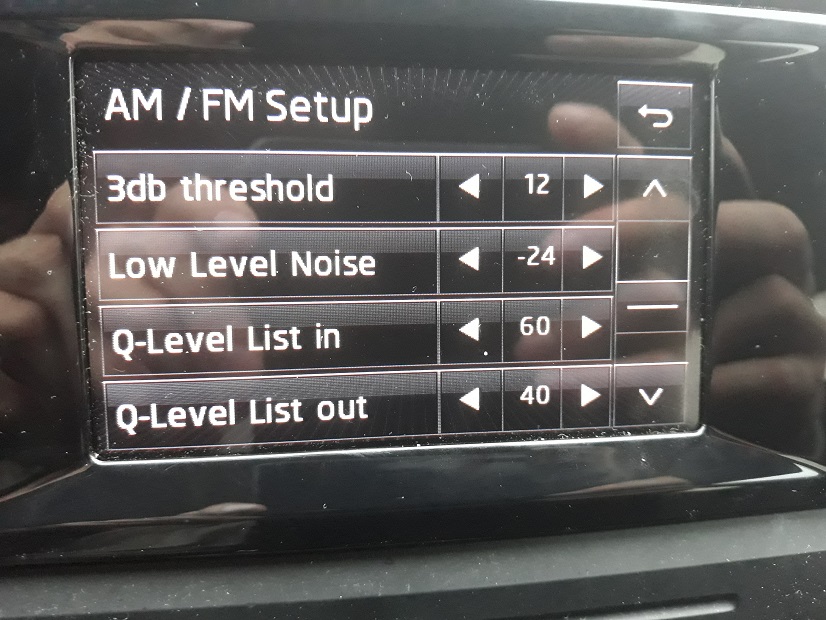 AM / FM Setup
3db threshold 12
Low Level Noise -24
Q-Level List in 60
Q-Level List out 40